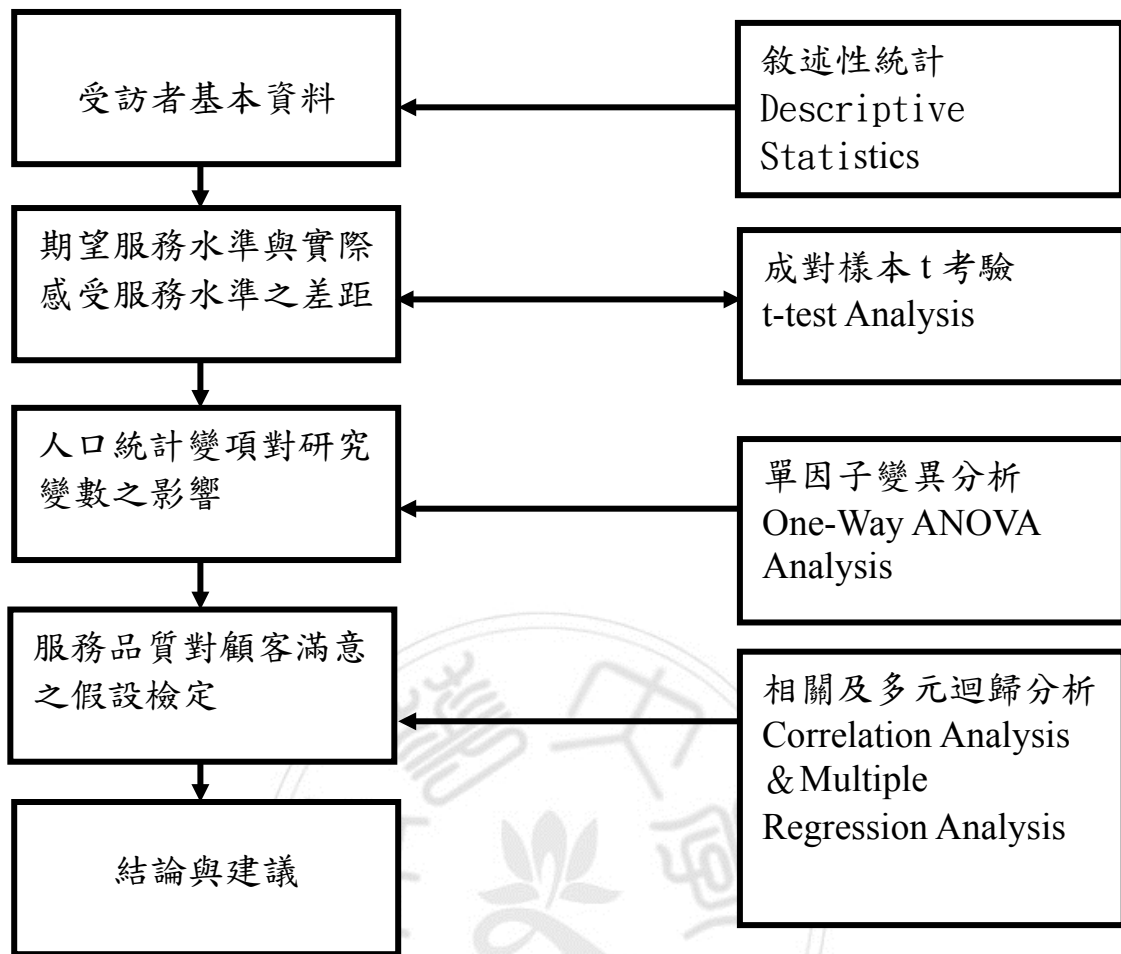 受訪者基本資料
敘述性統計
Descriptive
Statistics
期望服務水準與實際
感受服務水準之差距
成對樣本 t 考驗
t-test Analysis
人口統計變項對研究
變數之影響
單因子變異分析
One-Way ANOVA
Analysis
服務品質對顧客滿意
之假設檢定
相關及多元迴歸分析
Correlation Analysis
＆Multiple
Regression Analysis
結論與建議